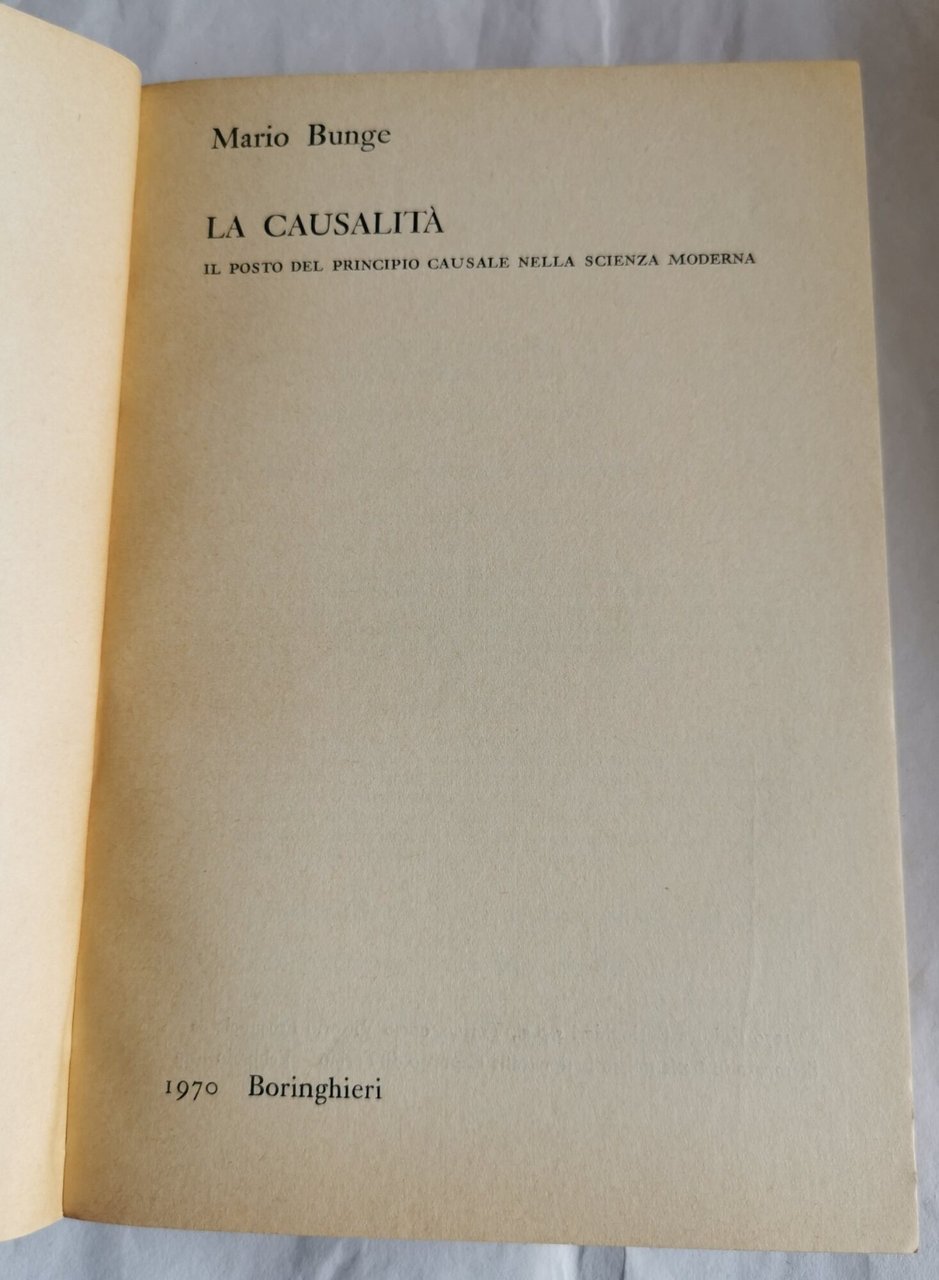 Mario Bunge
LA CAUSALITÀ
IL POSTO DEL PRINCIPIO CAUSALE NELLA SCIENZA MODERNA
1970 Boringhieri